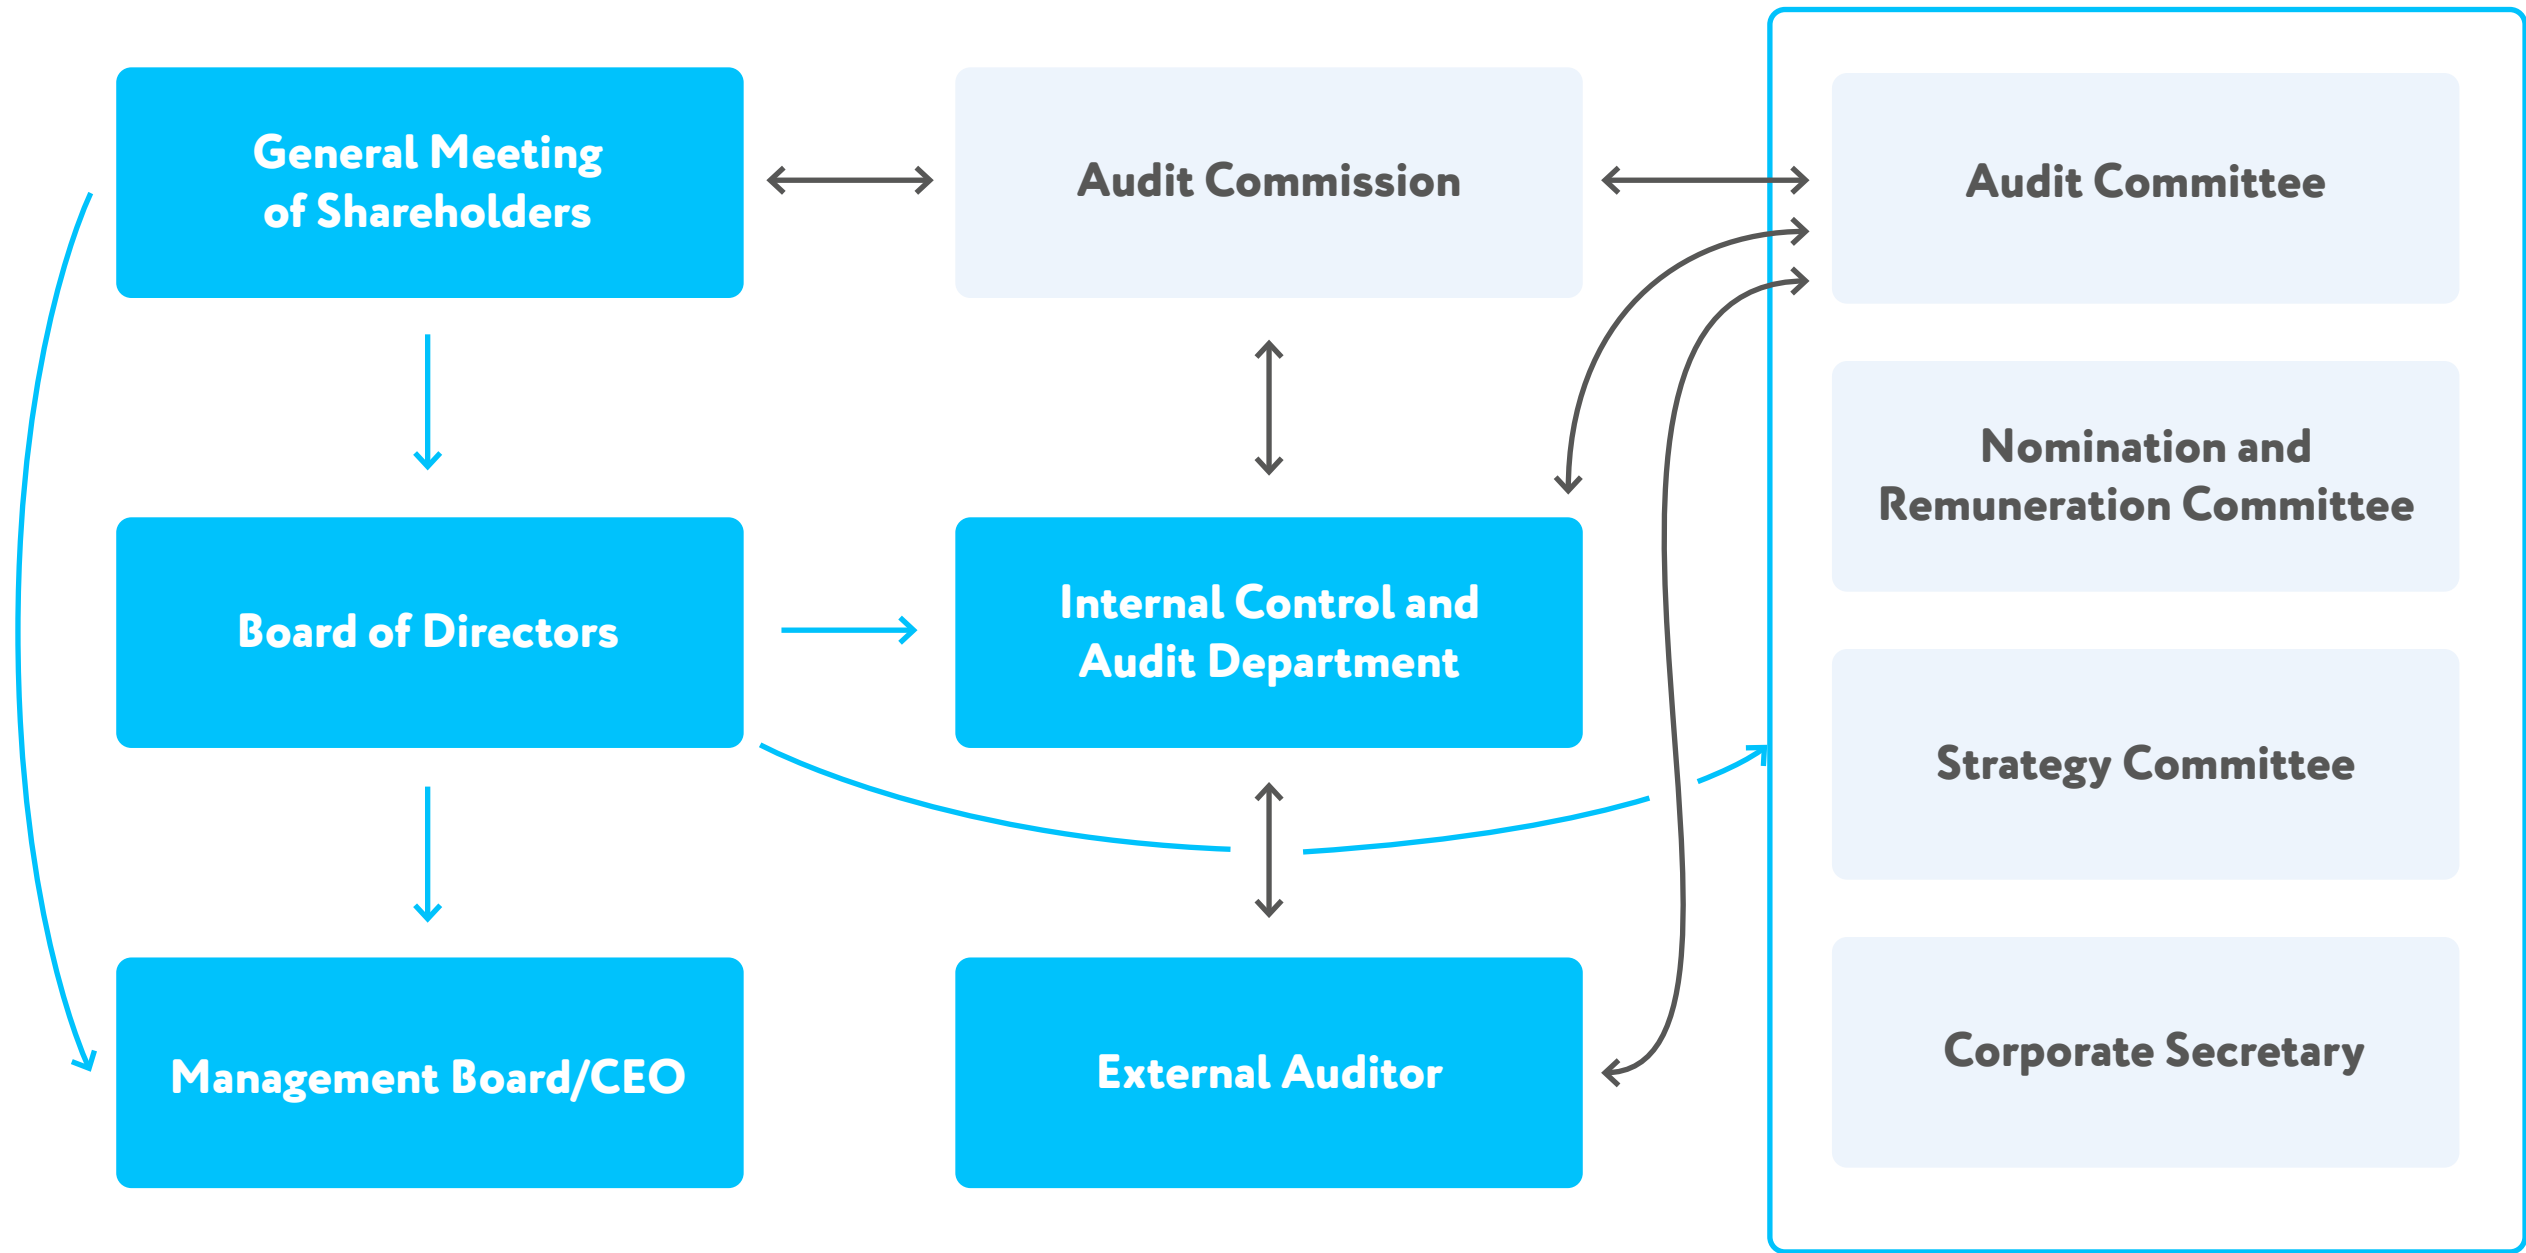 General Meeting
of Shareholders
Audit Commission
Audit Committee
Nomination and
Remuneration Committee
Board of Directors
Internal Control and
Audit Department
Strategy Committee
Management Board/CEO
External Auditor
Corporate Secretary